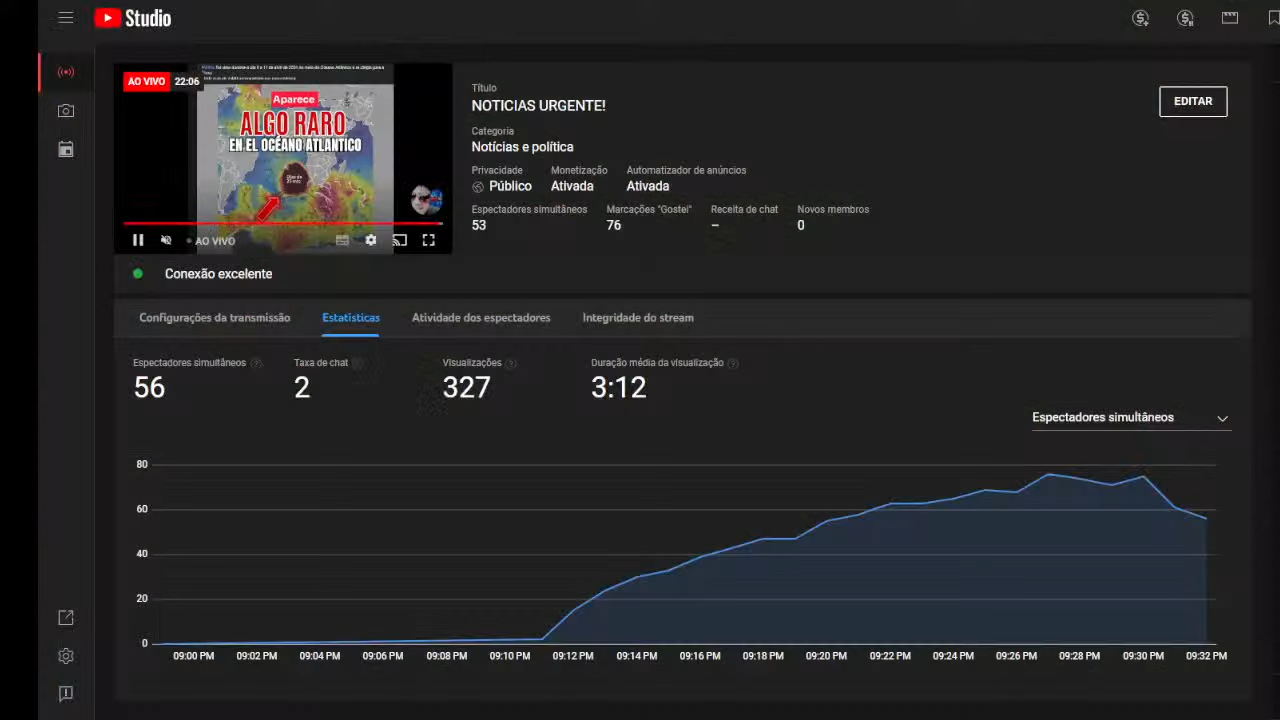 Studio
AO VIVO 22:06
Aparece
ALGO RARO
EN EL OCÉANO ATLANTICO
AO VIVO
Título
NOTICIAS URGENTE!
EDITAR
Categoria
Notícias e política
Privacidade Monetização Automatizador de anúncios
Público Ativada Ativada
Espectadores simultâneos Marcações "Gostei" Receita de chat Novos membros
53 76 – 0
Conexão excelente
Configurações da transmissão Estatísticas Atividade dos espectadores Integridade do stream
Espectadores simultâneos Taxa de chat Visualizações Duração média da visualização
56 2 327 3:12
Espectadores simultâneos
80
60
40
20
0
09:00 PM 09:02 PM 09:04 PM 09:06 PM 09:08 PM 09:10 PM 09:12 PM 09:14 PM 09:16 PM 09:18 PM 09:20 PM 09:22 PM 09:24 PM 09:26 PM 09:28 PM 09:30 PM 09:32 PM